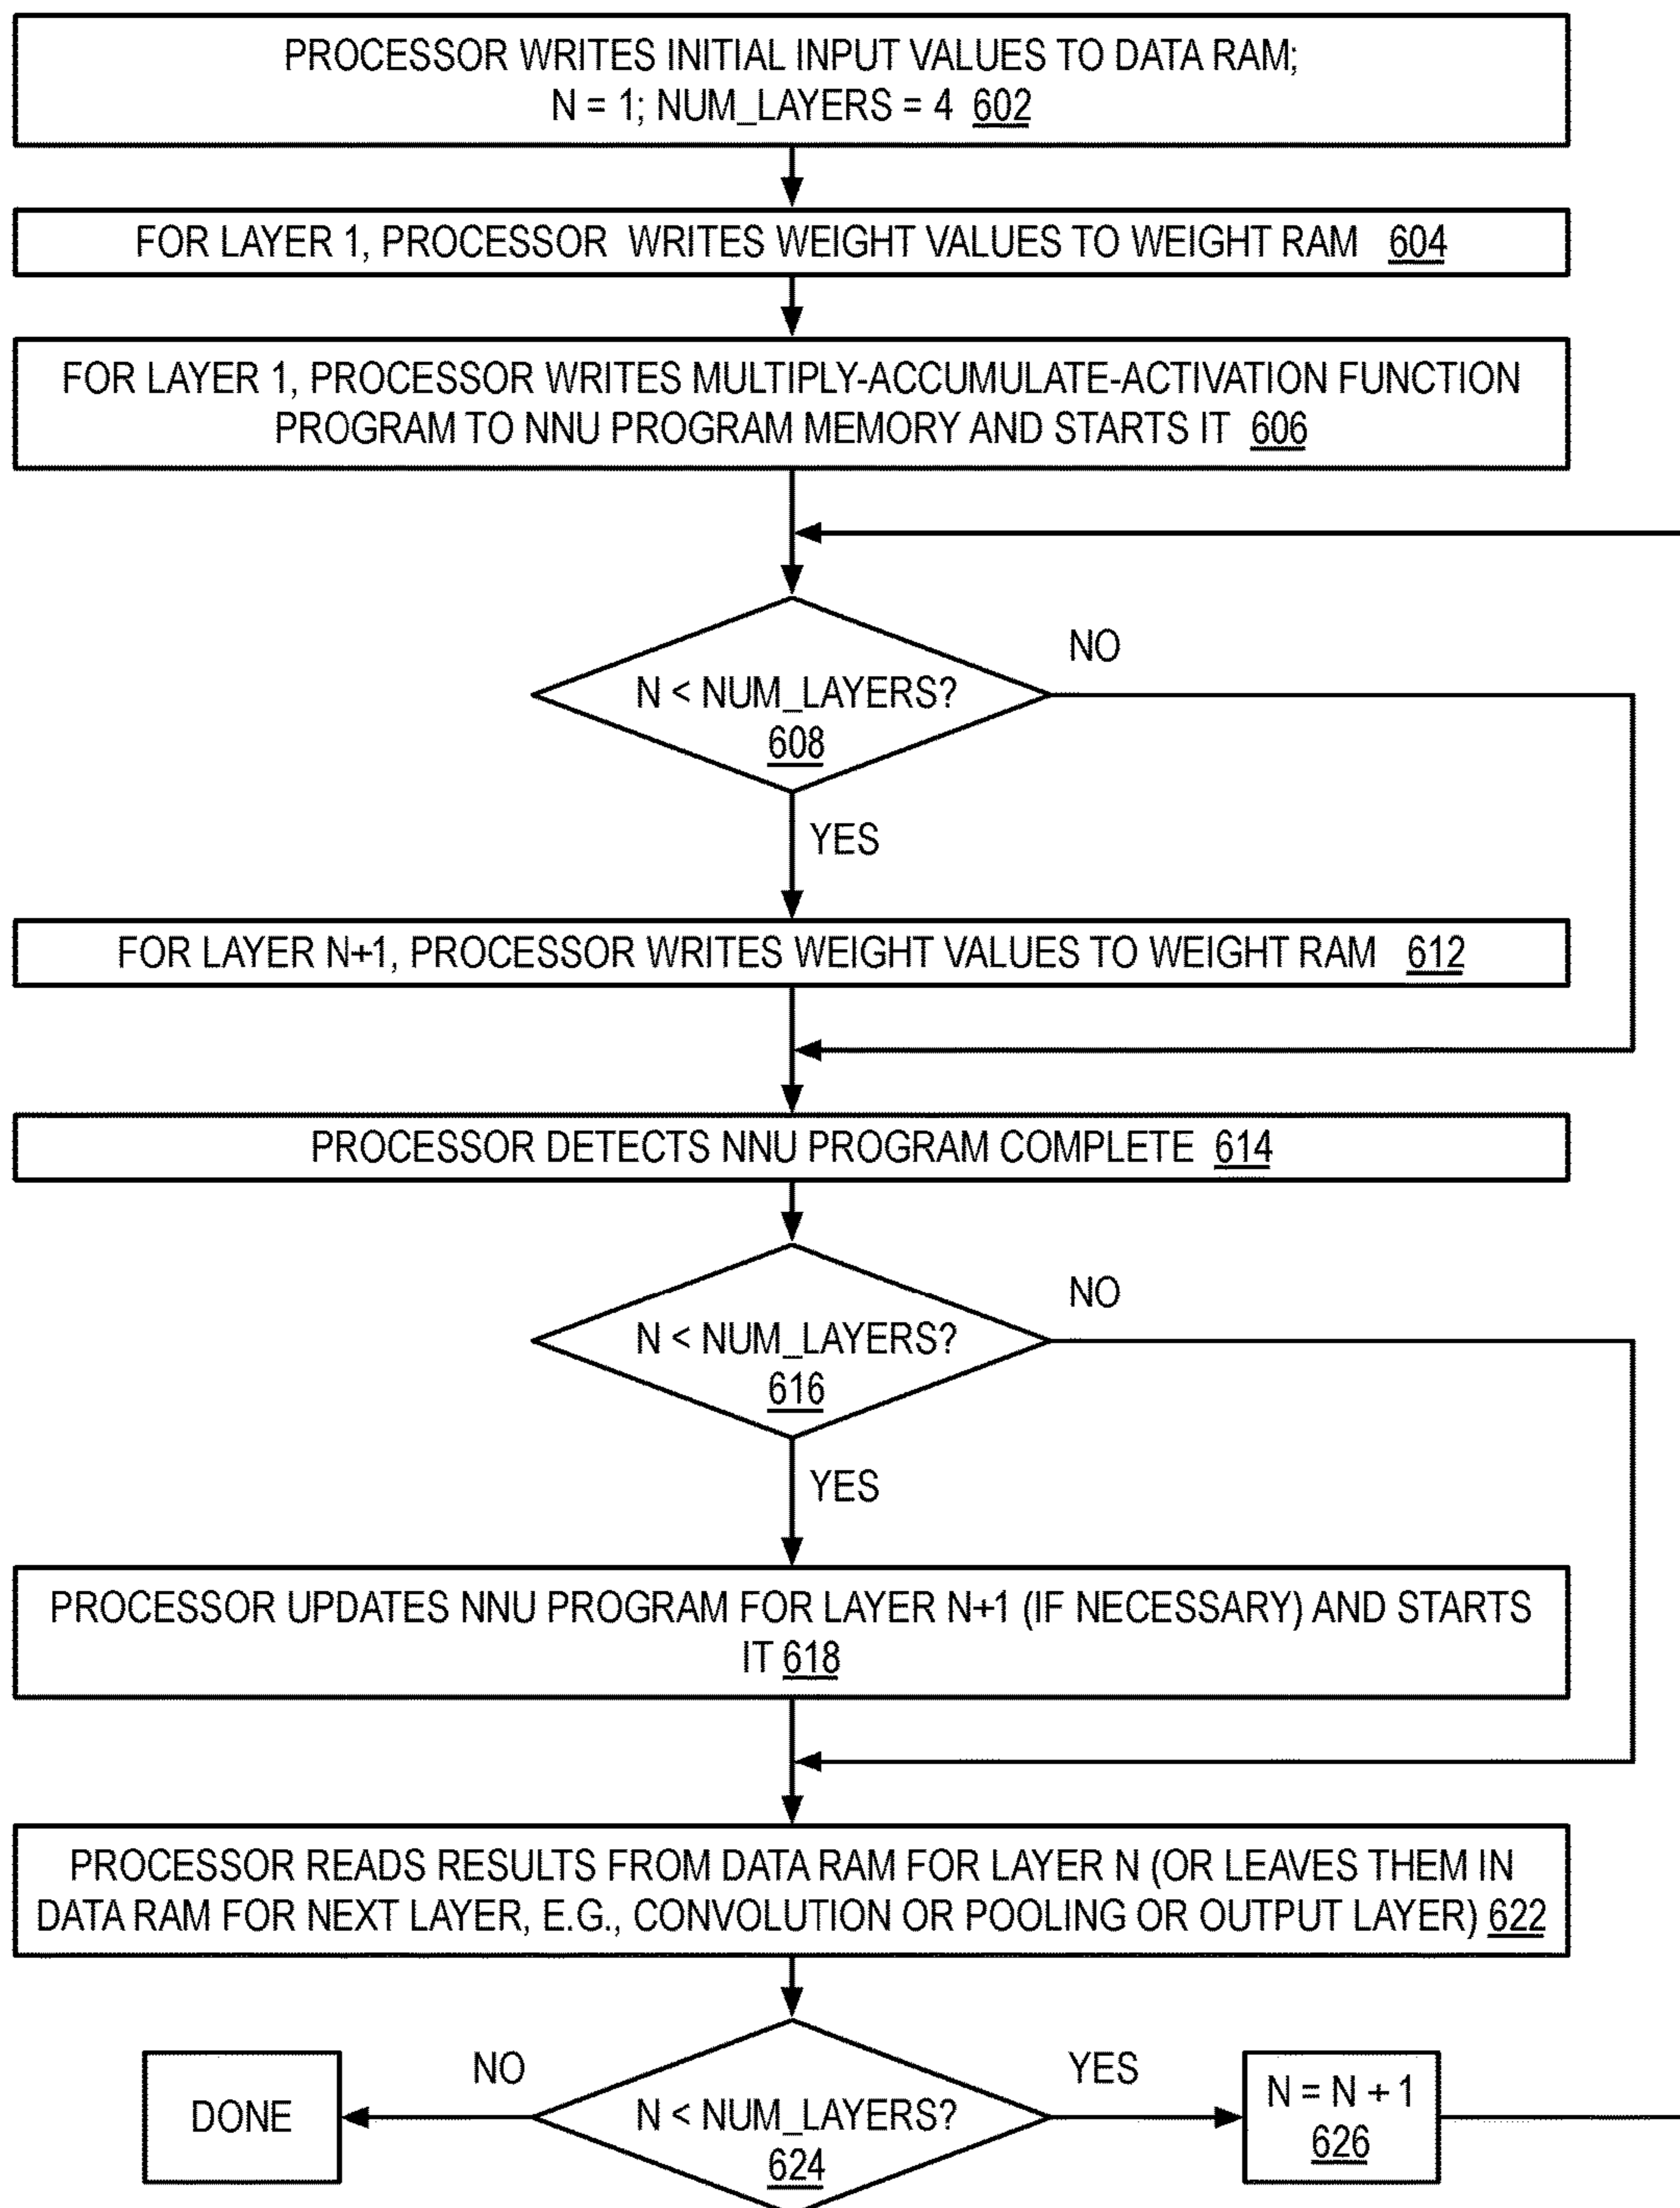 PROCESSOR WRITES INITIAL INPUT VALUES TO DATA RAM;
N = 1; NUM_LAYERS = 4 602
FOR LAYER 1, PROCESSOR WRITES WEIGHT VALUES TO WEIGHT RAM 604
FOR LAYER 1, PROCESSOR WRITES MULTIPLY-ACCUMULATE-ACTIVATION FUNCTION
PROGRAM TO NNU PROGRAM MEMORY AND STARTS IT 606
NO
N < NUM_LAYERS?
608
YES
FOR LAYER N+1, PROCESSOR WRITES WEIGHT VALUES TO WEIGHT RAM 612
PROCESSOR DETECTS NNU PROGRAM COMPLETE 614
NO
N < NUM_LAYERS?
616
YES
PROCESSOR UPDATES NNU PROGRAM FOR LAYER N+1 (IF NECESSARY) AND STARTS
IT 618
PROCESSOR READS RESULTS FROM DATA RAM FOR LAYER N (OR LEAVES THEM IN
DATA RAM FOR NEXT LAYER, E.G., CONVOLUTION OR POOLING OR OUTPUT LAYER) 622
NO
YES
DONE
N < NUM_LAYERS?
624
N = N + 1
626